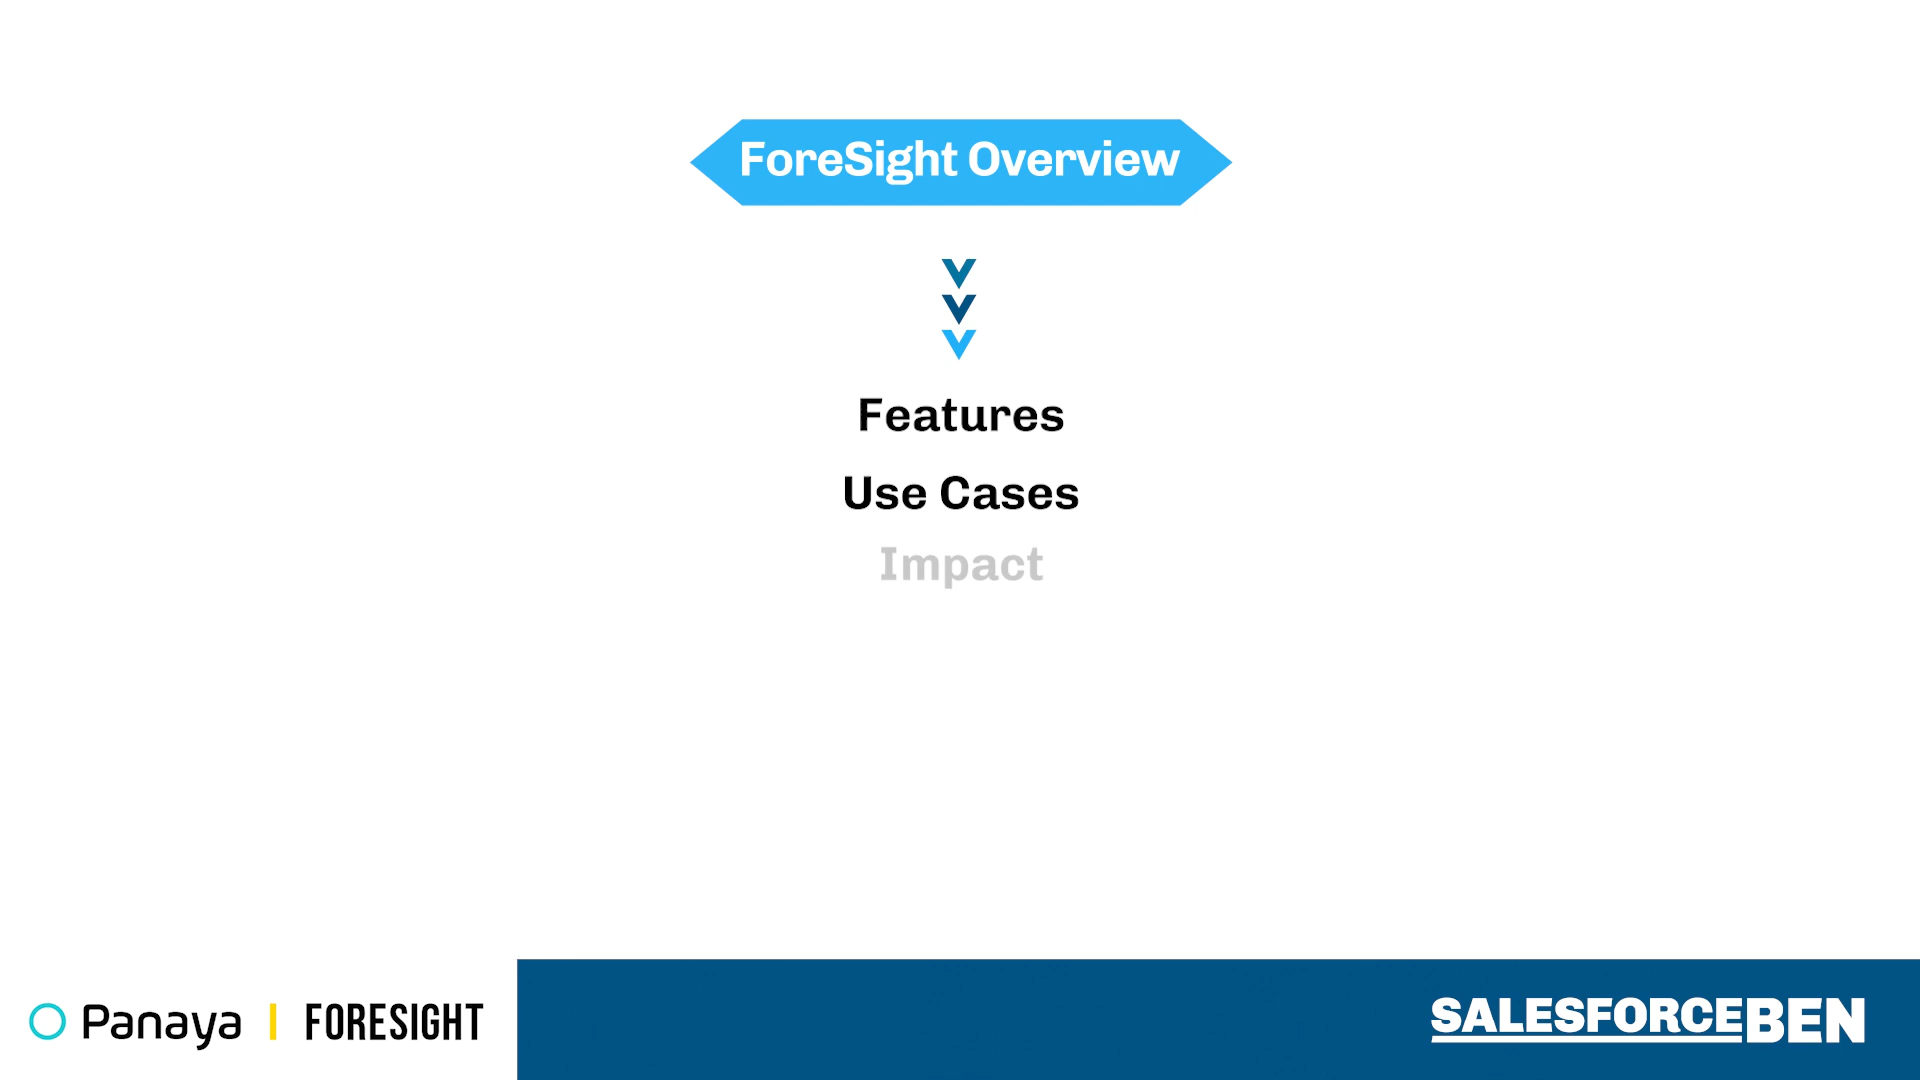 ForeSight Overview
Features
Use Cases
Impact
Panaya | FORESIGHT
SALESFORCEBEN